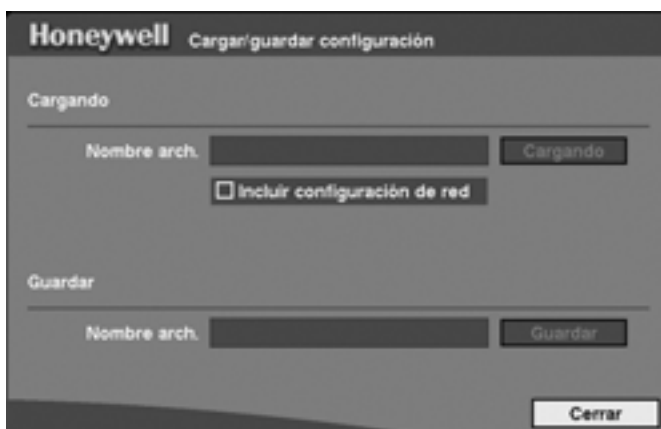 Honeywell Cargar/guardar configuración
Cargando
Nombre arch. Cargando
Incluir configuración de red
Guardar
Nombre arch. Guardar
Cerrar